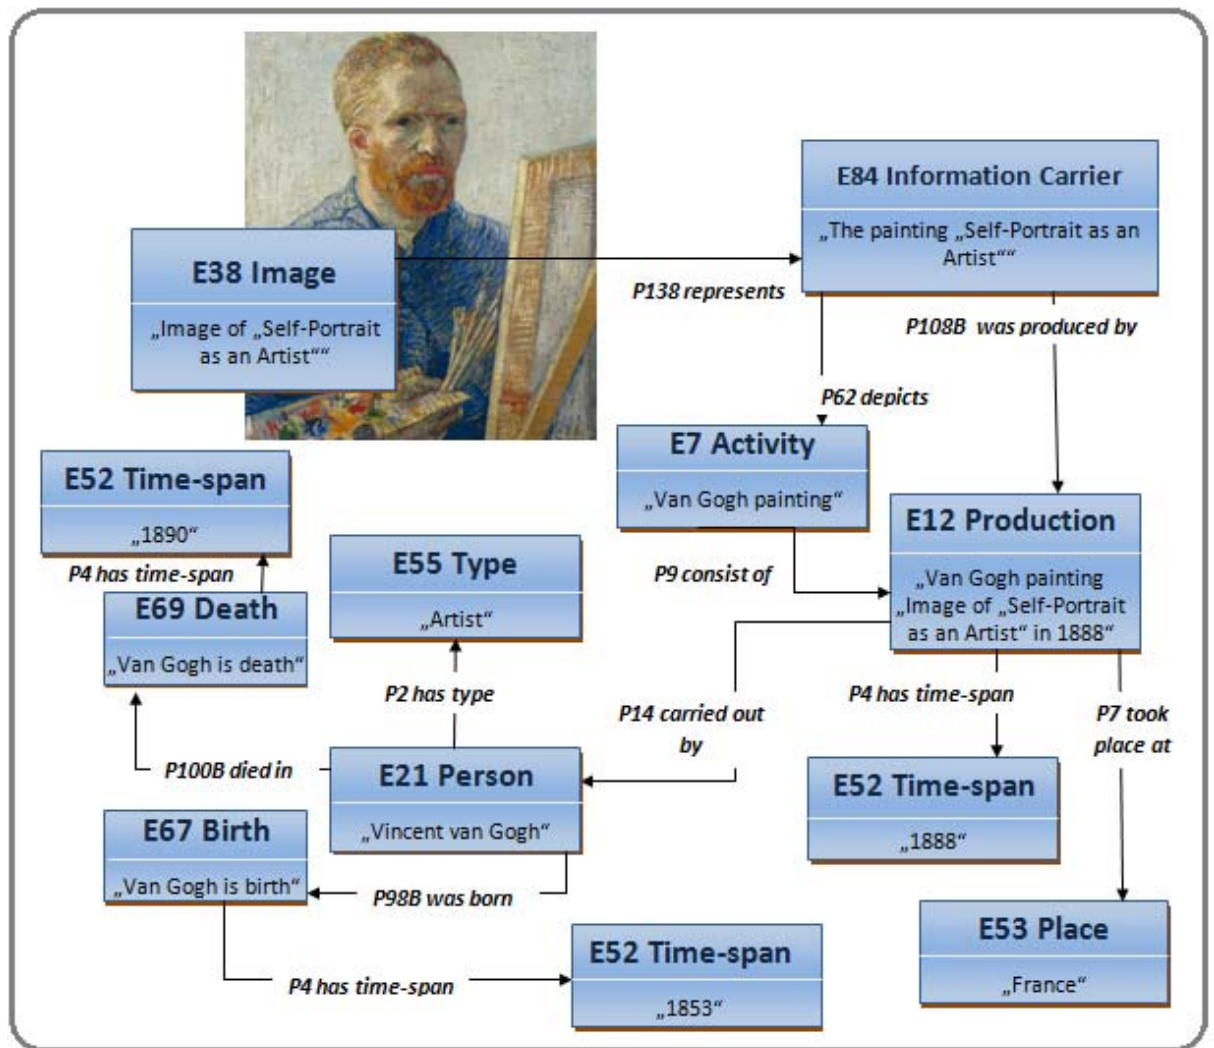 E84 Information Carrier
„The painting „Self-Portrait as an
Artist““
E38 Image
„Image of „Self-Portrait
as an Artist““
P138 represents
P108B was produced by
P62 depicts
E7 Activity
„Van Gogh painting“
E52 Time-span
„1890“
P4 has time-span
E69 Death
„Van Gogh is death“
E55 Type
„Artist“
P9 consist of
E12 Production
„Van Gogh painting
„Image of „Self-Portrait
as an Artist“ in 1888“
P2 has type
P14 carried out
by
P4 has time-span
P7 took
place at
P100B died in
E21 Person
„Vincent van Gogh“
E52 Time-span
„1888“
E67 Birth
„Van Gogh is birth“
P98B was born
E53 Place
„France“
E52 Time-span
„1853“
P4 has time-span